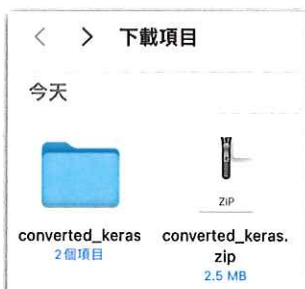 < > 下載項目
今天
ZIP
converted_keras
2個項目
converted_keras.
zip
2.5 MB